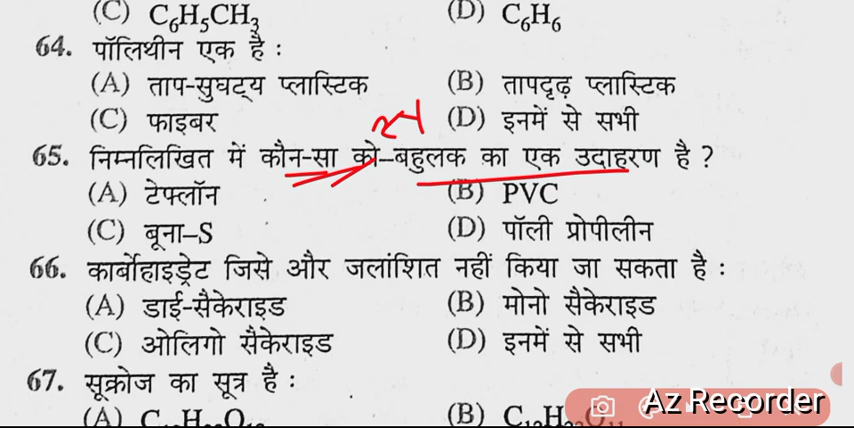 (C) C₆H₅CH₃ (D) C₆H₆
64. पॉलिथीन एक है :
(A) ताप-सुघट्य प्लास्टिक (B) तापदृढ़ प्लास्टिक
(C) फाइबर (D) इनमें से सभी
65. निम्नलिखित में कौन-सा को–बहुलक का एक उदाहरण है ?
(A) टेफ्लॉन (B) PVC
(C) बूना–S (D) पॉली प्रोपीलीन
66. कार्बोहाइड्रेट जिसे और जलांशित नहीं किया जा सकता है :
(A) डाई-सैकेराइड (B) मोनो सैकेराइड
(C) ओलिगो सैकेराइड (D) इनमें से सभी
67. सूक्रोज का सूत्र है :
(A) (B)
Az Recorder